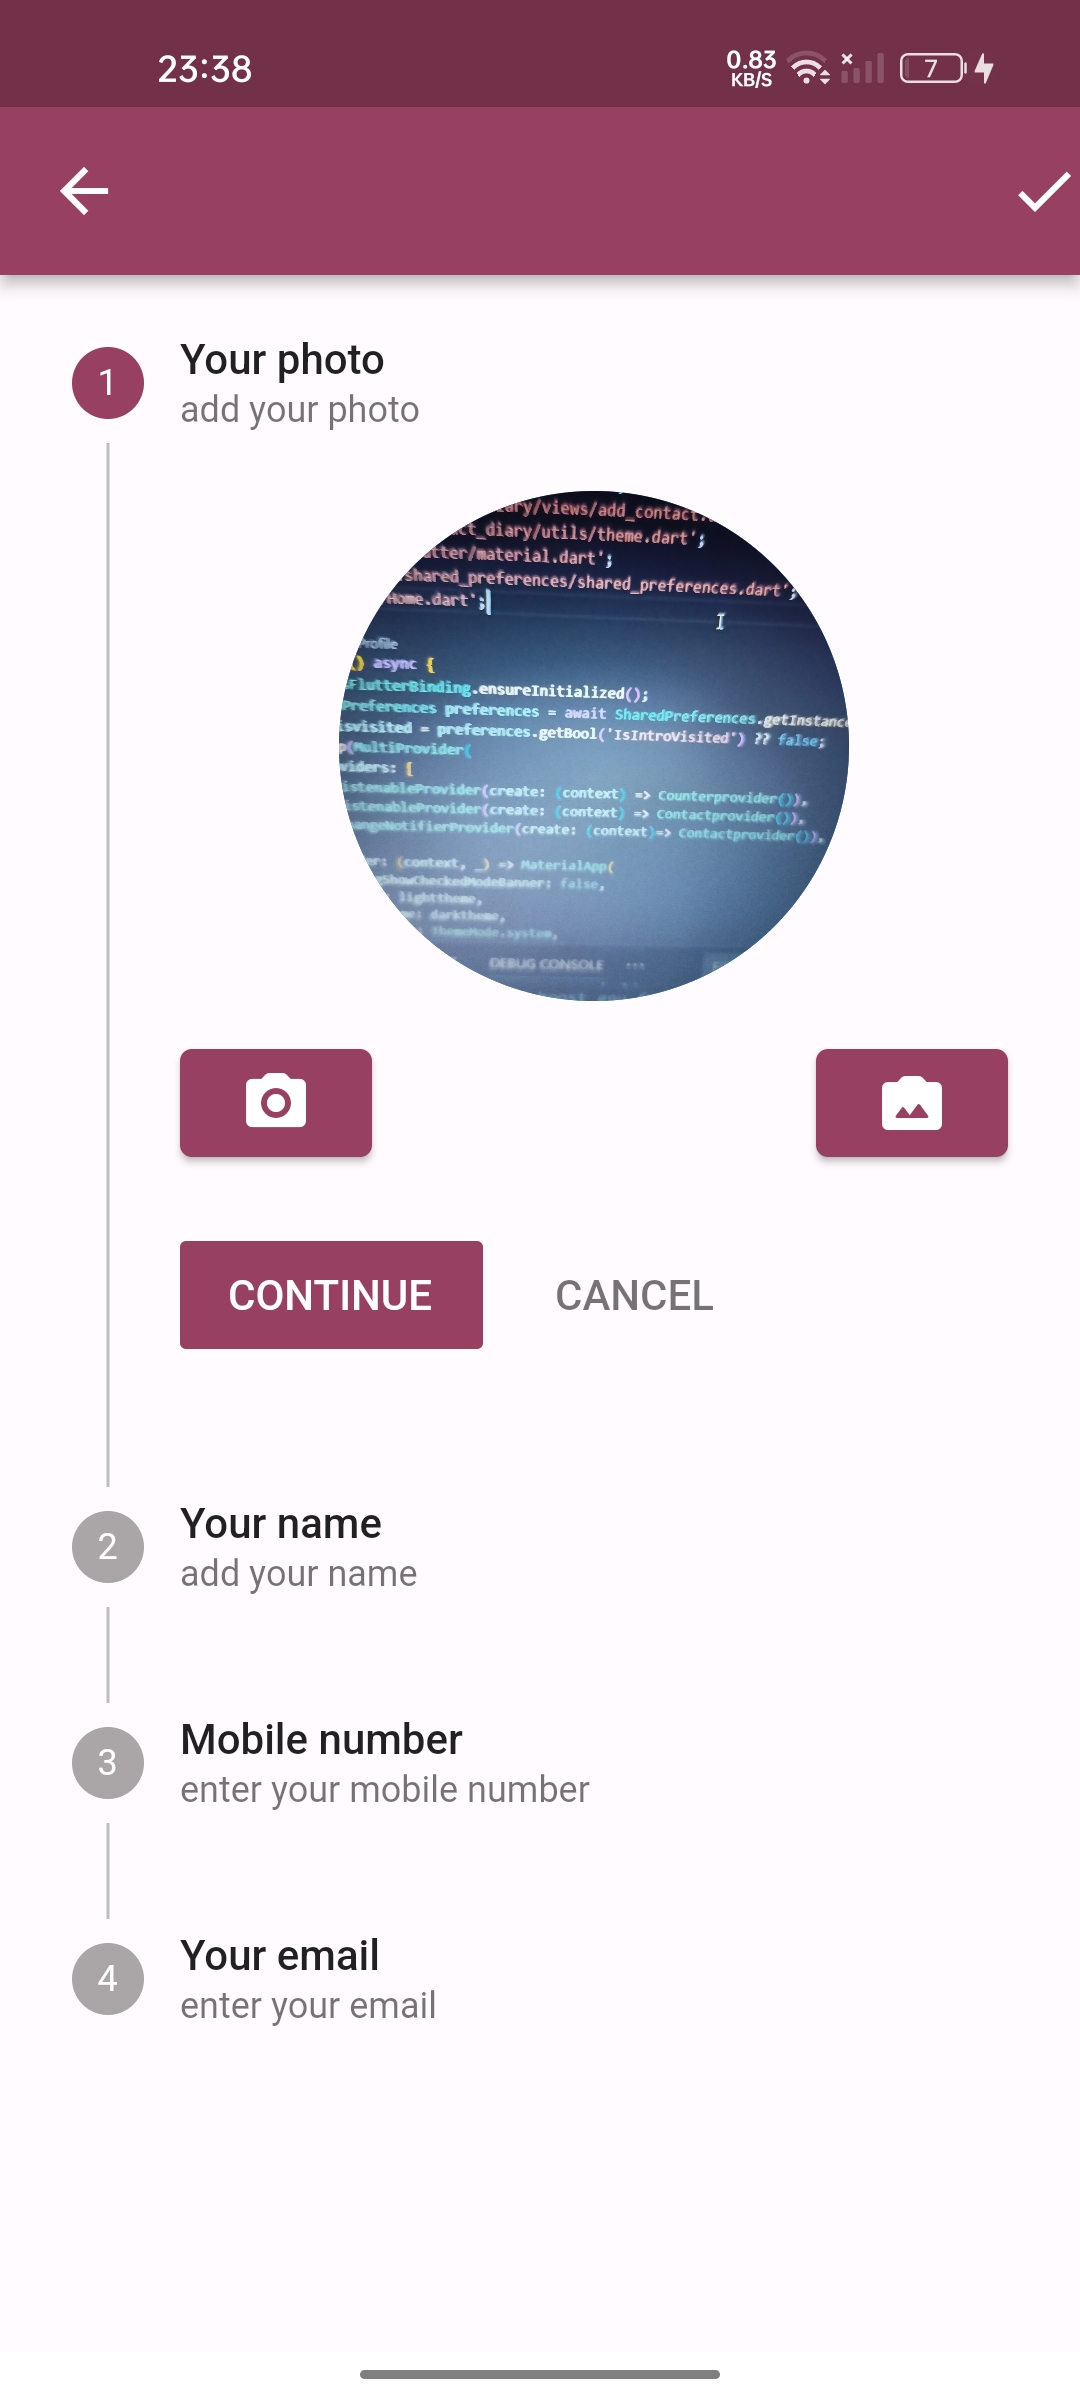 23:38
0.83
KB/S
7
1
Your photo
add your photo
/views/add_contact.
ct_diary/utils/theme.dart';
tter/material.dart';
shared_preferences/shared_preferences.dart';
Home.dart';
Profile
() async {
FlutterBinding.ensureInitialized();
Preferences preferences = await SharedPreferences.getInstance
isvisited = preferences.getBool('IsIntroVisited') ?? false;
p(MultiProvider(
viders: [
istenableProvider(create: (context) => Counterprovider()),
istenableProvider(create: (context) => Contactprovider()),
angeNotifierProvider(create: (context)=> Contactprovider()),
er: (context, _) => MaterialApp(
gShowCheckedModeBanner: false,
lighttheme,
me: darktheme,
: ThemeMode.system,
DEBUG CONSOLE ...
CONTINUE
CANCEL
2
Your name
add your name
3
Mobile number
enter your mobile number
4
Your email
enter your email